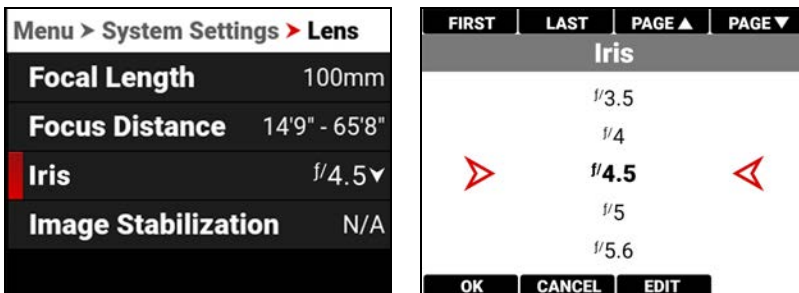 Menu > System Settings > Lens
Focal Length 100mm
Focus Distance 14'9" - 65'8"
Iris f/4.5
Image Stabilization N/A
FIRST LAST PAGE▲ PAGE▼
Iris
f/3.5
f/4
f/4.5
f/5
f/5.6
OK CANCEL EDIT